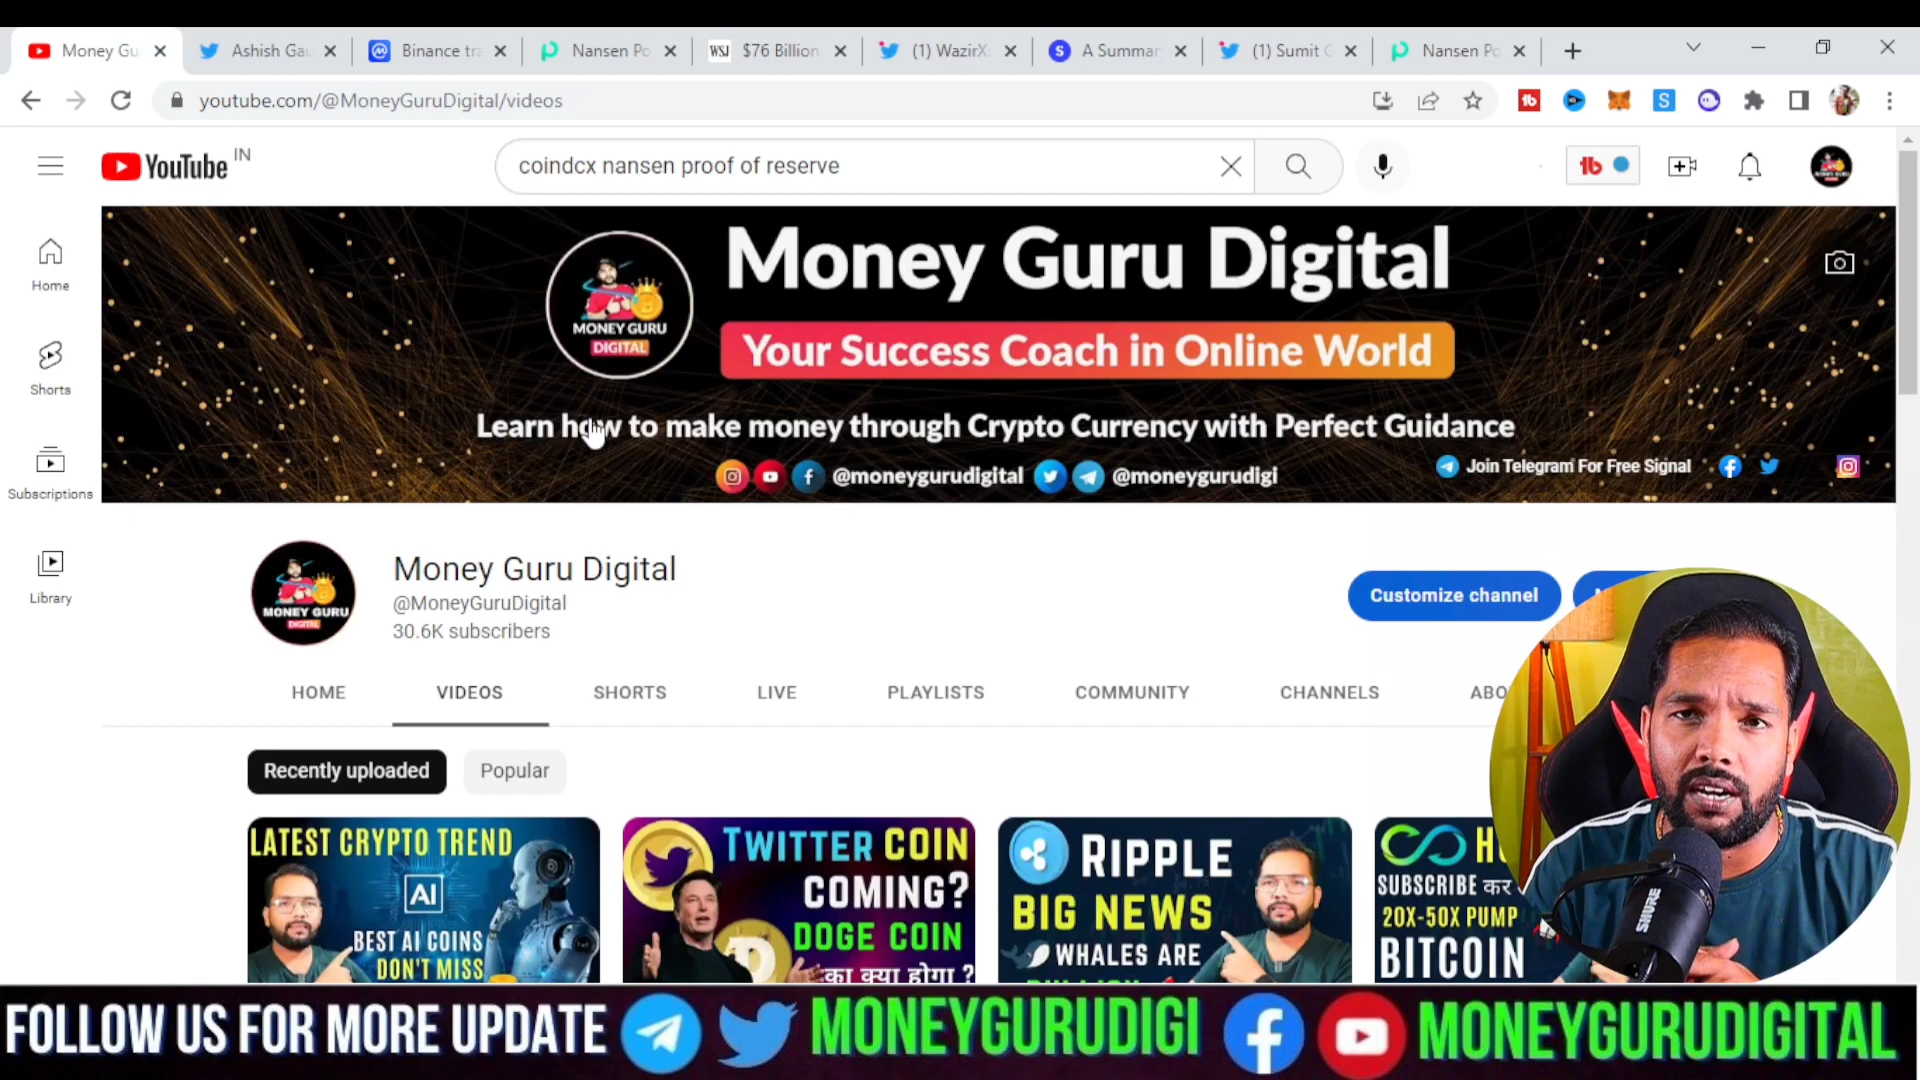 Money Gu
Ashish Gau
Binance tra
Nansen Po
WSJ $76 Billion
(1) WazirX
A Summar
(1) Sumit G
Nansen Po
youtube.com/@MoneyGuruDigital/videos
YouTube IN
coindcx nansen proof of reserve
Home
Shorts
Subscriptions
Library
MONEY GURU
DIGITAL
Money Guru Digital
Your Success Coach in Online World
Learn how to make money through Crypto Currency with Perfect Guidance
@moneygurudigital
@moneygurudigi
Join Telegram For Free Signal
MONEY GURU
DIGITAL
Money Guru Digital
@MoneyGuruDigital
30.6K subscribers
Customize channel
HOME
VIDEOS
SHORTS
LIVE
PLAYLISTS
COMMUNITY
CHANNELS
ABO
Recently uploaded
Popular
LATEST CRYPTO TREND
AI
BEST AI COINS
DON'T MISS
TWITTER COIN
COMING?
DOGE COIN
का क्या होगा ?
RIPPLE
BIG NEWS
WHALES ARE
SUBSCRIBE कर
20X-50X PUMP
BITCOIN
SHURE
FOLLOW US FOR MORE UPDATE
MONEYGURUDIGI
MONEYGURUDIGITAL